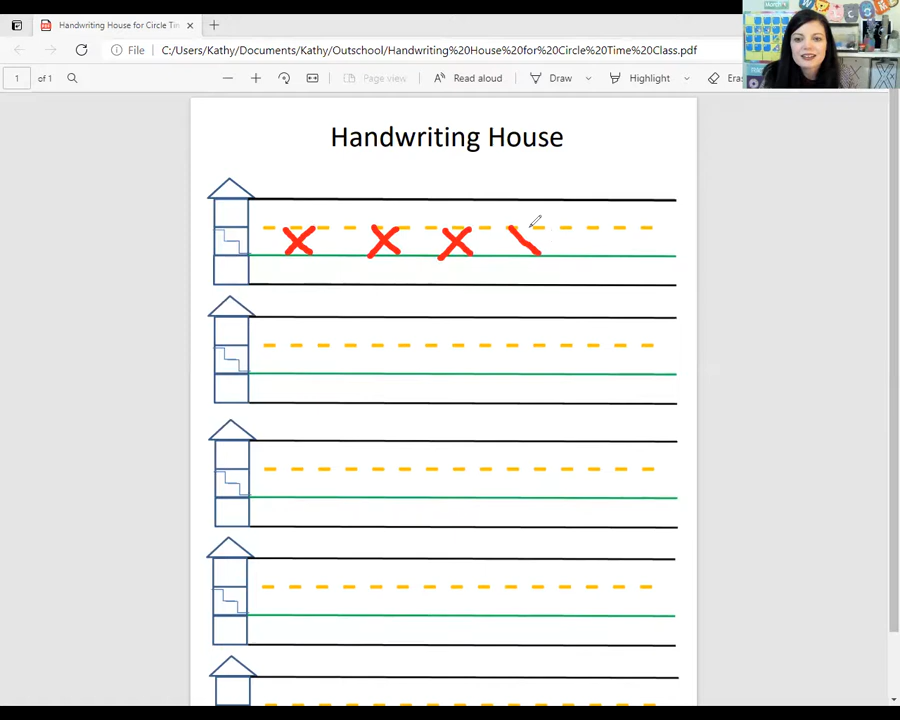 Handwriting House for Circle Tim
File
C:/Users/Kathy/Documents/Kathy/Outschool/Handwriting%20House%20for%20Circle%20Time%20Class.pdf
1
of 1
Page view
Read aloud
Draw
Highlight
Handwriting House
x x x